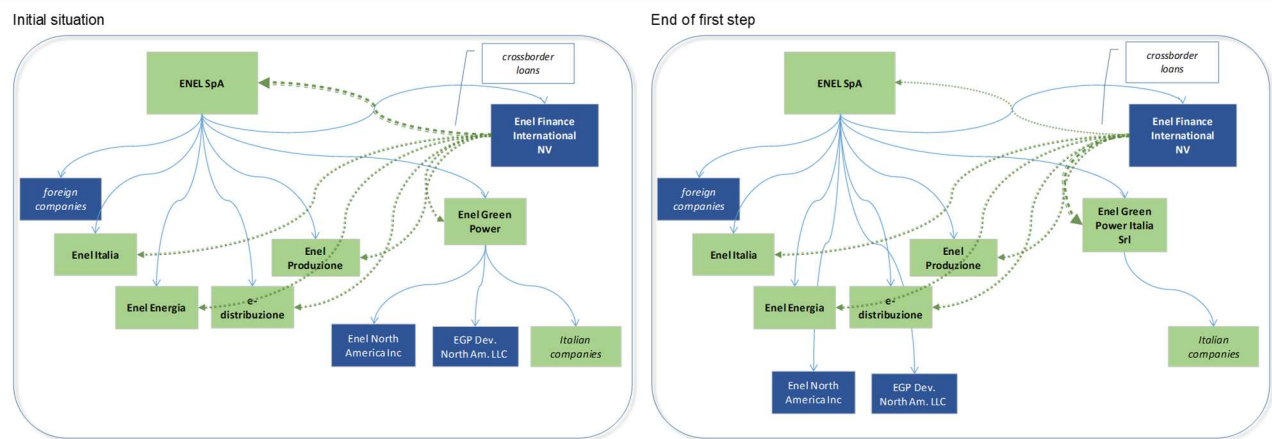 Initial situation
ENEL SpA
crossborder
loans
Enel Finance
International
NV
foreign
companies
Enel Italia
Enel Energia
e-
distribuzione
Enel
Produzione
Enel Green
Power
Enel North
America Inc
EGP Dev.
North Am. LLC
Italian
companies
End of first step
ENEL SpA
crossborder
loans
Enel Finance
International
NV
foreign
companies
Enel Italia
Enel Energia
e-
distribuzione
Enel
Produzione
Enel Green
Power Italia
Srl
Italian
companies
Enel North
America Inc
EGP Dev.
North Am. LLC